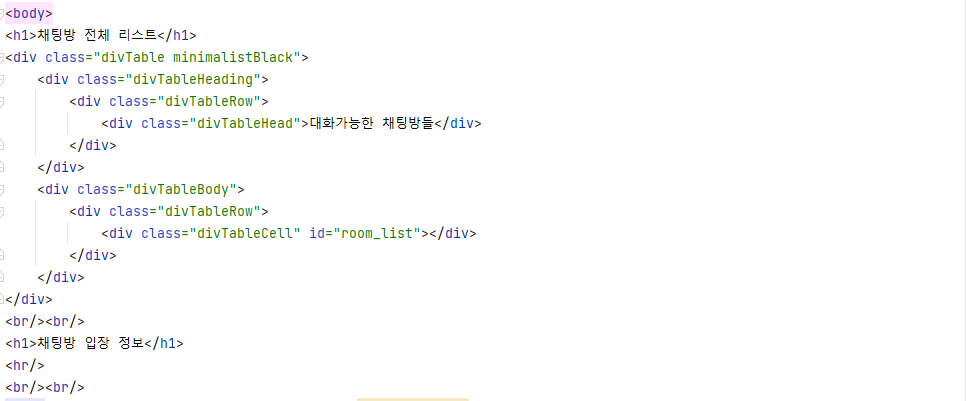 <body>
<h1>채팅방 전체 리스트</h1>
<div class="divTable minimalistBlack">
    <div class="divTableHeading">
        <div class="divTableRow">
            <div class="divTableHead">대화가능한 채팅방들</div>
        </div>
    </div>
    <div class="divTableBody">
        <div class="divTableRow">
            <div class="divTableCell" id="room_list"></div>
        </div>
    </div>
</div>
<br/><br/>
<h1>채팅방 입장 정보</h1>
<hr/>
<br/><br/>